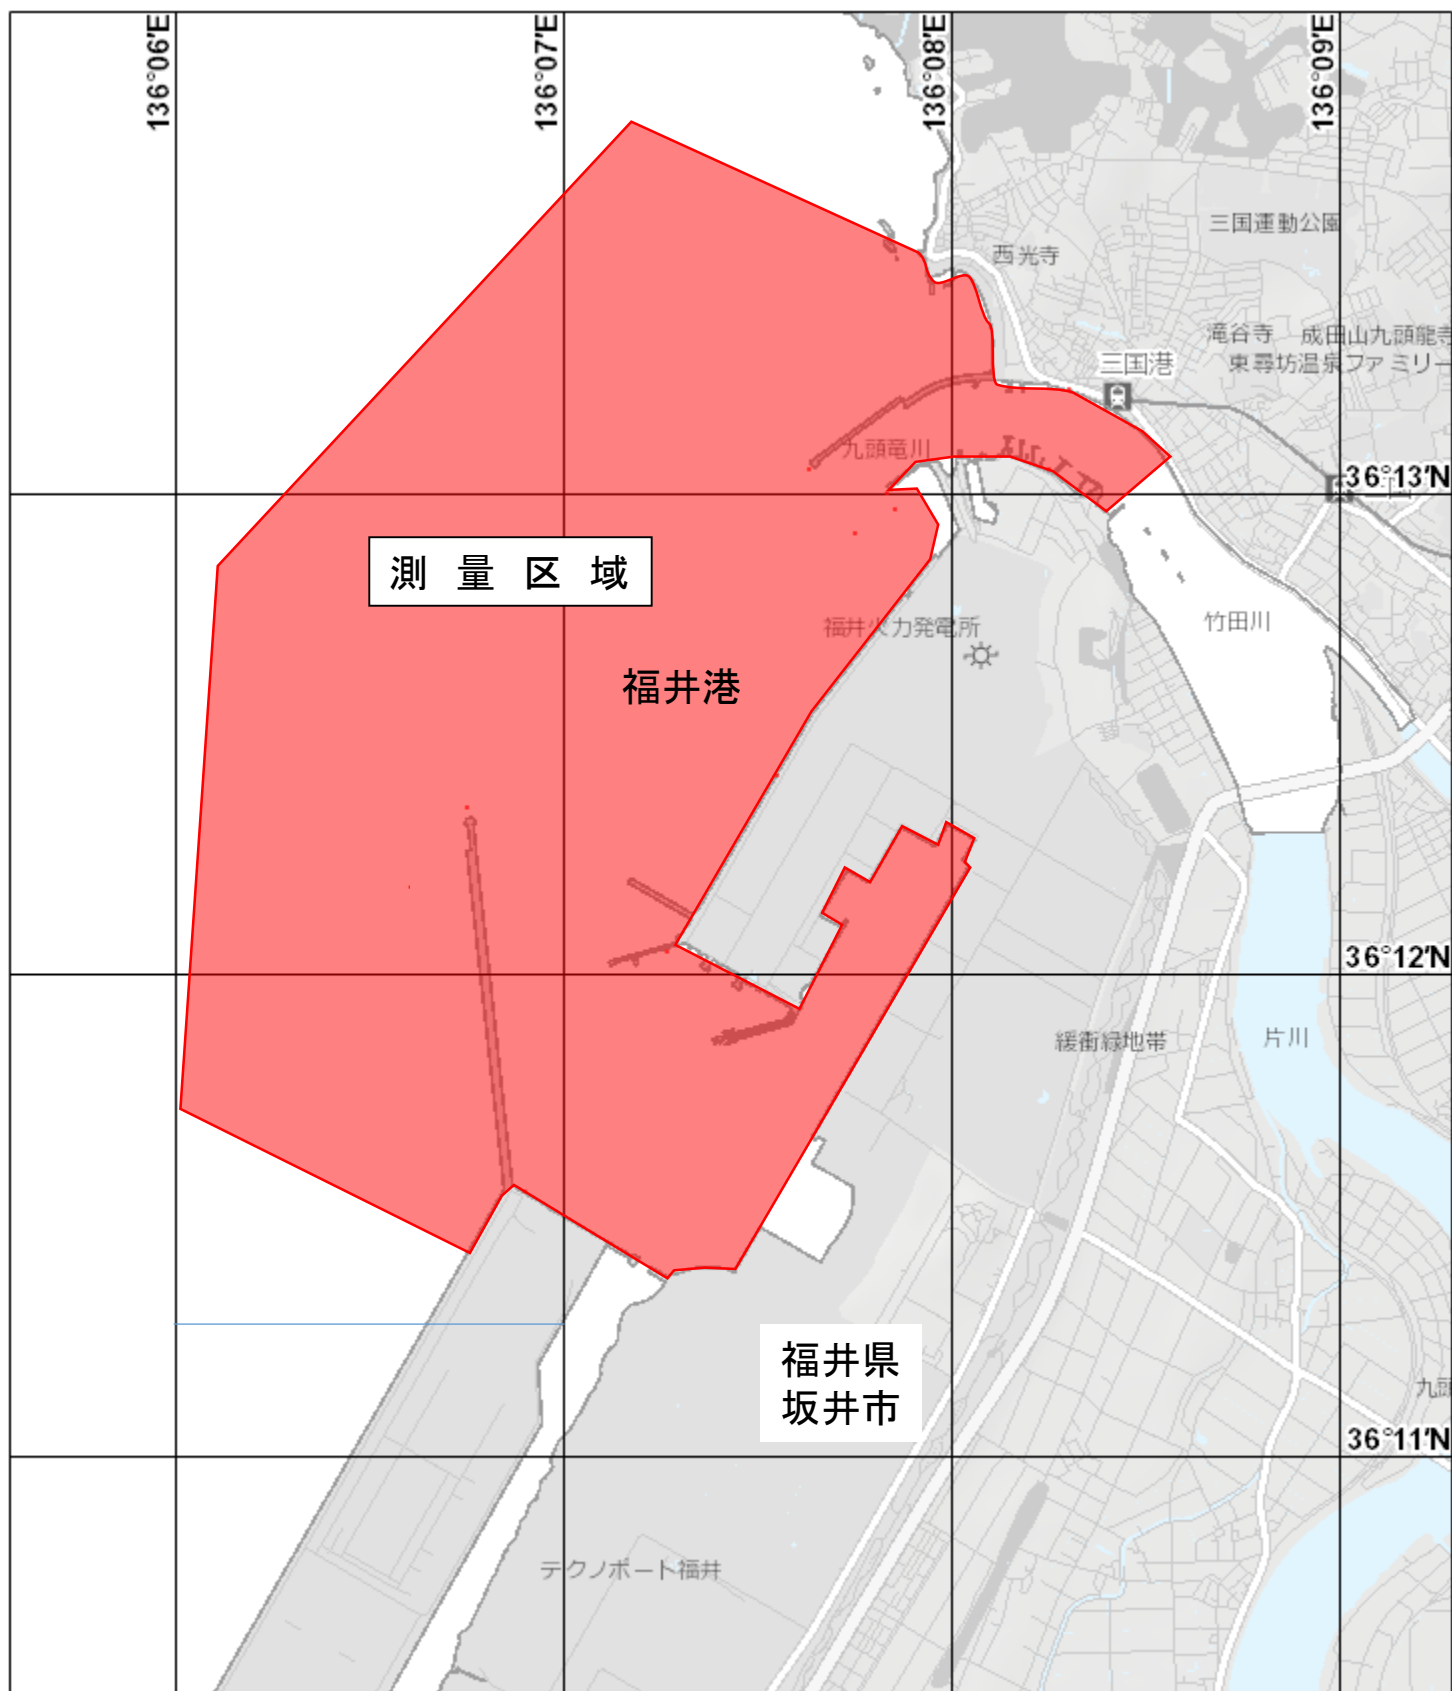 136°06′E
136°07′E
136°08′E
136°09′E
三国運動公園
西光寺
滝谷寺 成田山九頭龍寺
三国港
東尋坊温泉ファミリー
九頭竜川
36°13′N
測量区域
福井火力発電所
竹田川
福井港
36°12′N
緩衝緑地帯
片川
福井県
坂井市
九頭
36°11′N
テクノポート福井